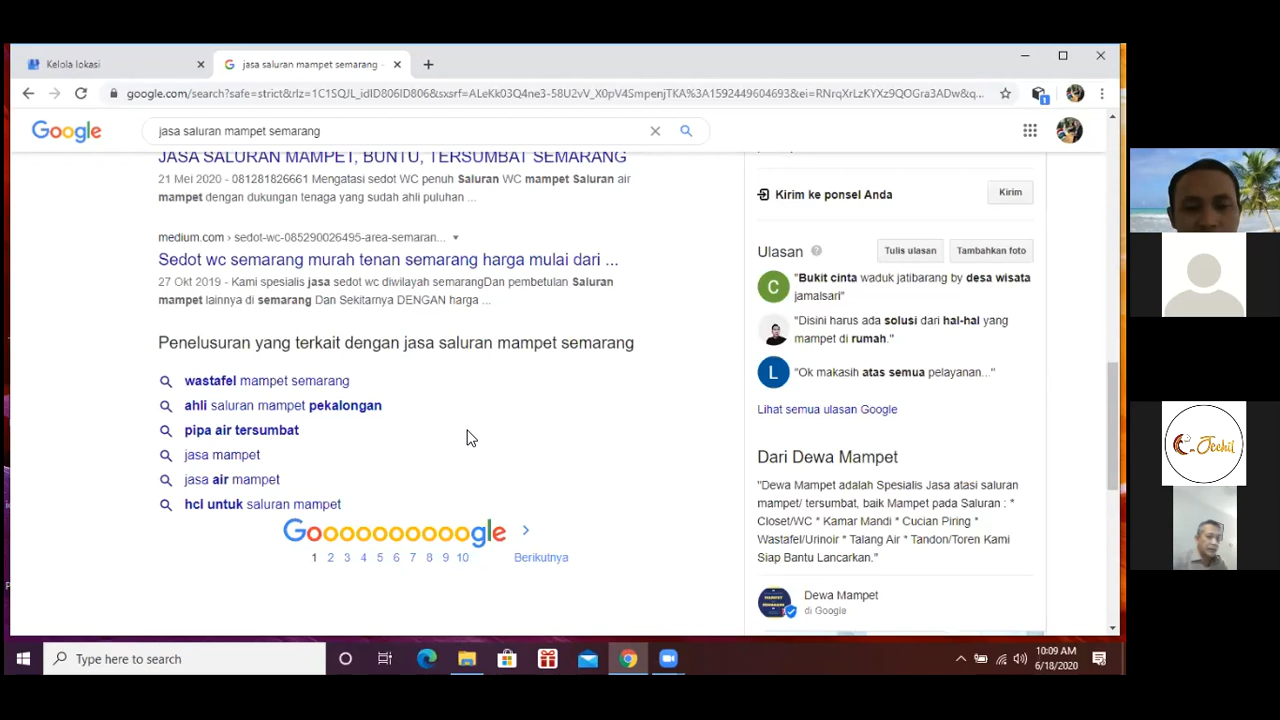 Kelola lokasi
jasa saluran mampet semarang -
google.com/search?safe=strict&rlz=1C1SQJL_idID806ID806&sxsrf=ALeKk03Q4ne3-58U2vV_X0pV4SmpenjTKA%3A1592449604693&ei=RNrqXrLzKYXz9QOGra3ADw&q...
Google
jasa saluran mampet semarang
JASA SALURAN MAMPET, BUNTU, TERSUMBAT SEMARANG
21 Mei 2020 - 081281826661 Mengatasi sedot WC penuh Saluran WC mampet Saluran air
mampet dengan dukungan tenaga yang sudah ahli puluhan ...
medium.com › sedot-wc-085290026495-area-semaran...
Sedot wc semarang murah tenan semarang harga mulai dari ...
27 Okt 2019 - Kami spesialis jasa sedot wc diwilayah semarangDan pembetulan Saluran
mampet lainnya di semarang Dan Sekitarnya DENGAN harga ...
Penelusuran yang terkait dengan jasa saluran mampet semarang
wastafel mampet semarang
ahli saluran mampet pekalongan
pipa air tersumbat
jasa mampet
jasa air mampet
hcl untuk saluran mampet
Goooooooooogle
1 2 3 4 5 6 7 8 9 10 Berikutnya
Kirim ke ponsel Anda
Kirim
Ulasan
Tulis ulasan
Tambahkan foto
C
"Bukit cinta waduk jatibarang by desa wisata
jamalsari"
"Disini harus ada solusi dari hal-hal yang
mampet di rumah."
L
"Ok makasih atas semua pelayanan..."
Lihat semua ulasan Google
Dari Dewa Mampet
"Dewa Mampet adalah Spesialis Jasa atasi saluran
mampet/ tersumbat, baik Mampet pada Saluran : *
Closet/WC * Kamar Mandi * Cucian Piring *
Wastafel/Urinoir * Talang Air * Tandon/Toren Kami
Siap Bantu Lancarkan."
Dewa Mampet
di Google
Type here to search
10:09 AM
6/18/2020